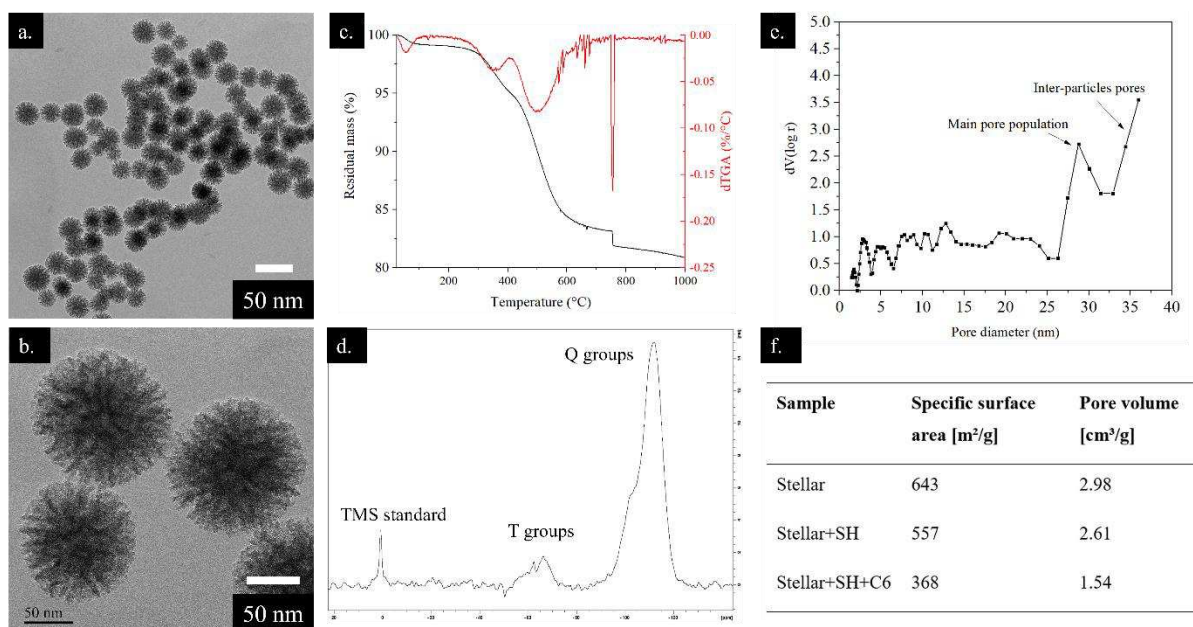 a.
50 nm
b.
50 nm
50 nm
c.
100
95
90
85
80
Residual mass (%)
200
400
600
800
1000
Temperature (°C)
0.00
-0.05
-0.10
-0.15
-0.20
-0.25
dTGA (%/°C)
d.
Q groups
TMS standard
T groups
20
0
e.
5.0
4.5
4.0
3.5
3.0
2.5
2.0
1.5
1.0
0.5
0.0
dV(log r)
Inter-particles pores
Main pore population
0
5
10
15
20
25
30
35
40
Pore diameter (nm)
f.
Sample Specific surface area [m²/g] Pore volume [cm³/g]
Stellar 643 2.98
Stellar+SH 557 2.61
Stellar+SH+C6 368 1.54